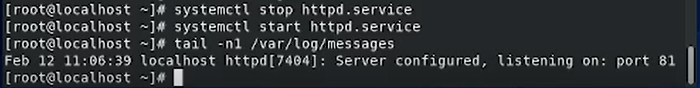 [root@localhost ~]# systemctl stop httpd.service
[root@localhost ~]# systemctl start httpd.service
[root@localhost ~]# tail -n1 /var/log/messages
Feb 12 11:06:39 localhost httpd[7404]: Server configured, listening on: port 81
[root@localhost ~]#